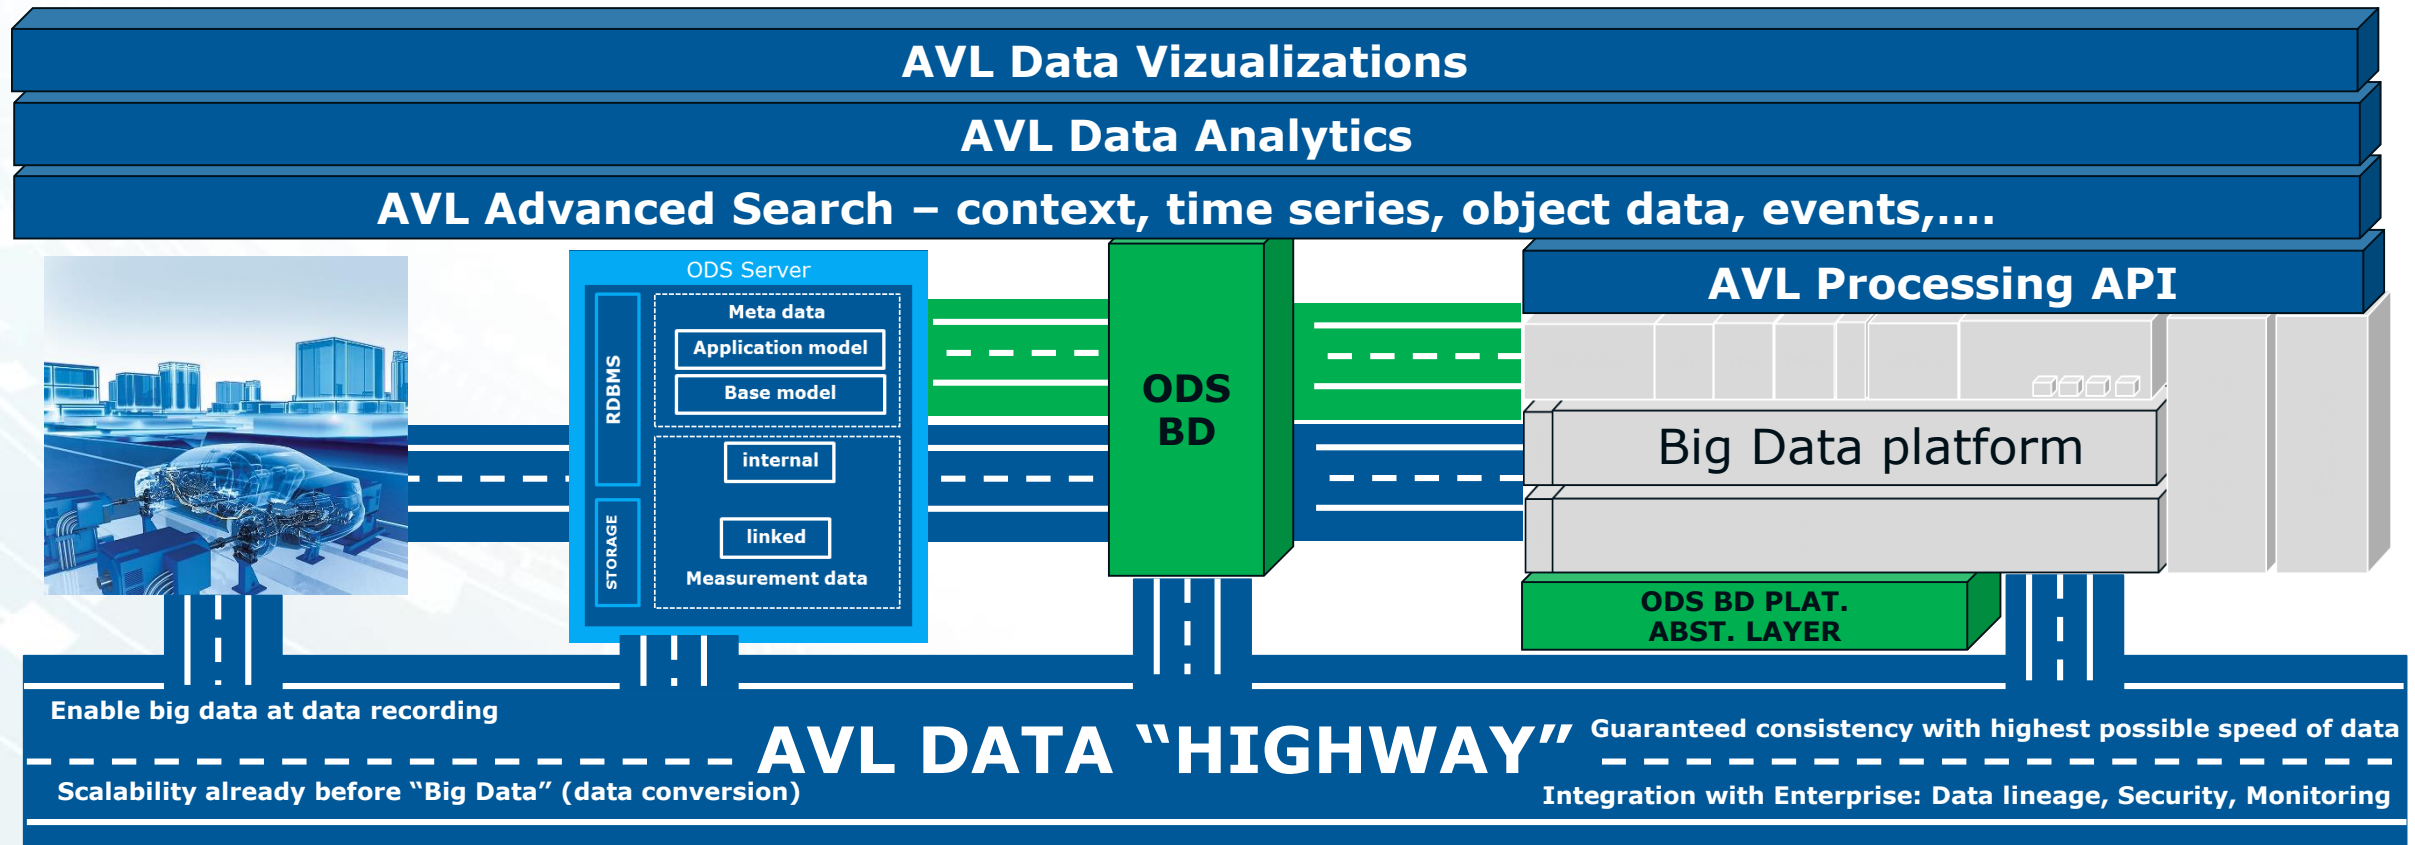 AVL Data Vizualizations
AVL Data Analytics
AVL Advanced Search – context, time series, object data, events,....
AVL Processing API
ODS Server
RDBMS
STORAGE
Meta data
Application model
Base model
internal
linked
Measurement data
ODS
BD
Big Data platform
ODS BD PLAT.
ABST. LAYER
Enable big data at data recording
Scalability already before “Big Data” (data conversion)
AVL DATA “HIGHWAY”
Guaranteed consistency with highest possible speed of data
Integration with Enterprise: Data lineage, Security, Monitoring